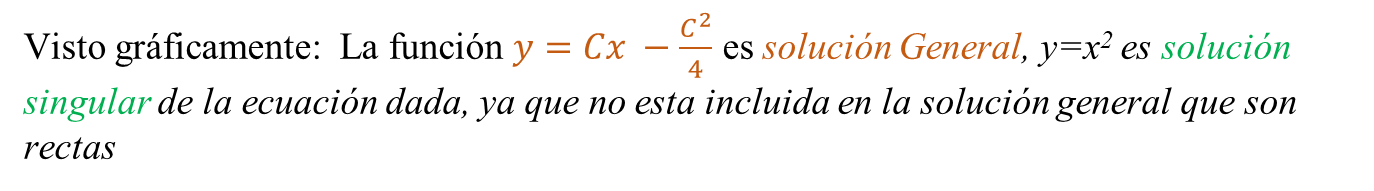 Visto gráficamente: La función y = Cx − C²/4 es solución General, y=x² es solución
singular de la ecuación dada, ya que no esta incluida en la solución general que son
rectas